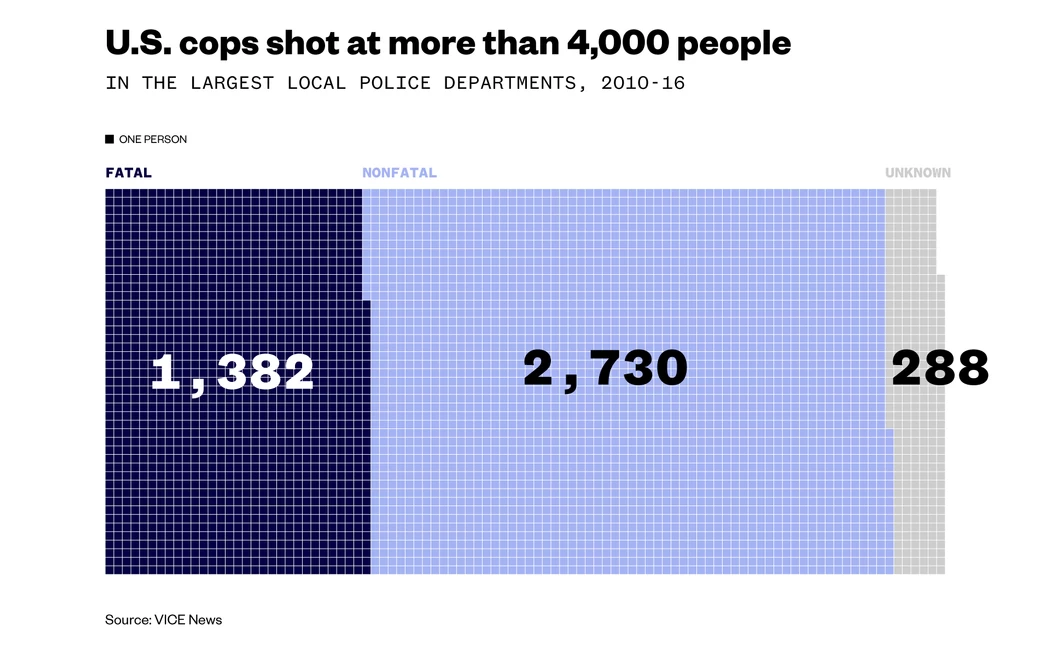 U.S. cops shot at more than 4,000 people
IN THE LARGEST LOCAL POLICE DEPARTMENTS, 2010-16
ONE PERSON
FATAL NONFATAL UNKNOWN
1,382 2,730 288
Source: VICE News